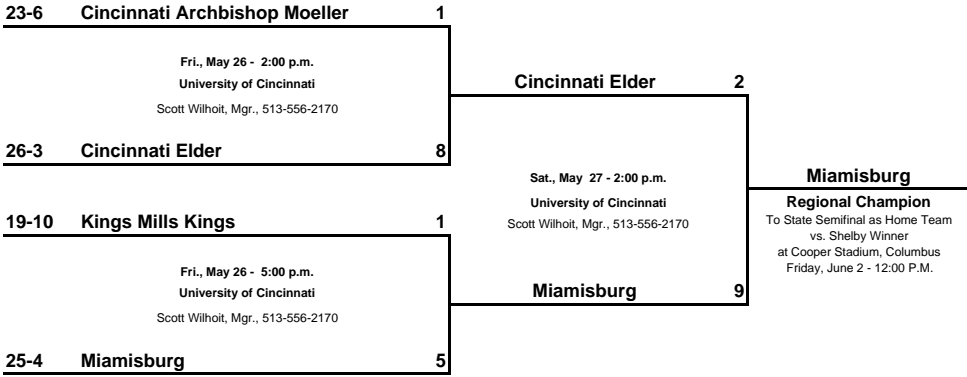 23-6 Cincinnati Archbishop Moeller 1
Fri., May 26 - 2:00 p.m.
University of Cincinnati
Scott Wilhoit, Mgr., 513-556-2170
26-3 Cincinnati Elder 8
19-10 Kings Mills Kings 1
Fri., May 26 - 5:00 p.m.
University of Cincinnati
Scott Wilhoit, Mgr., 513-556-2170
25-4 Miamisburg 5
Cincinnati Elder 2
Sat., May 27 - 2:00 p.m.
University of Cincinnati
Scott Wilhoit, Mgr., 513-556-2170
Miamisburg 9
Miamisburg
Regional Champion
To State Semifinal as Home Team
vs. Shelby Winner
at Cooper Stadium, Columbus
Friday, June 2 - 12:00 P.M.